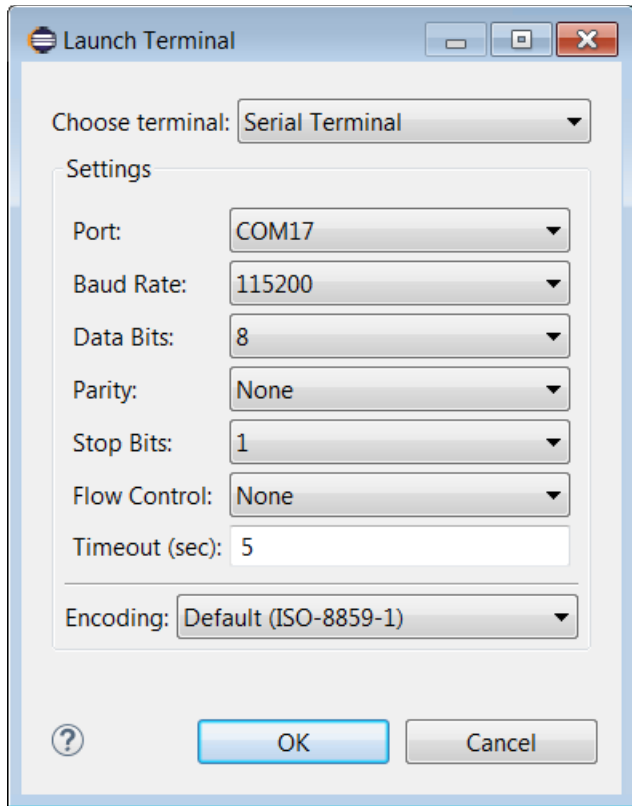 Launch Terminal
Choose terminal: Serial Terminal
Settings
Port: COM17
Baud Rate: 115200
Data Bits: 8
Parity: None
Stop Bits: 1
Flow Control: None
Timeout (sec): 5
Encoding: Default (ISO-8859-1)
? OK Cancel